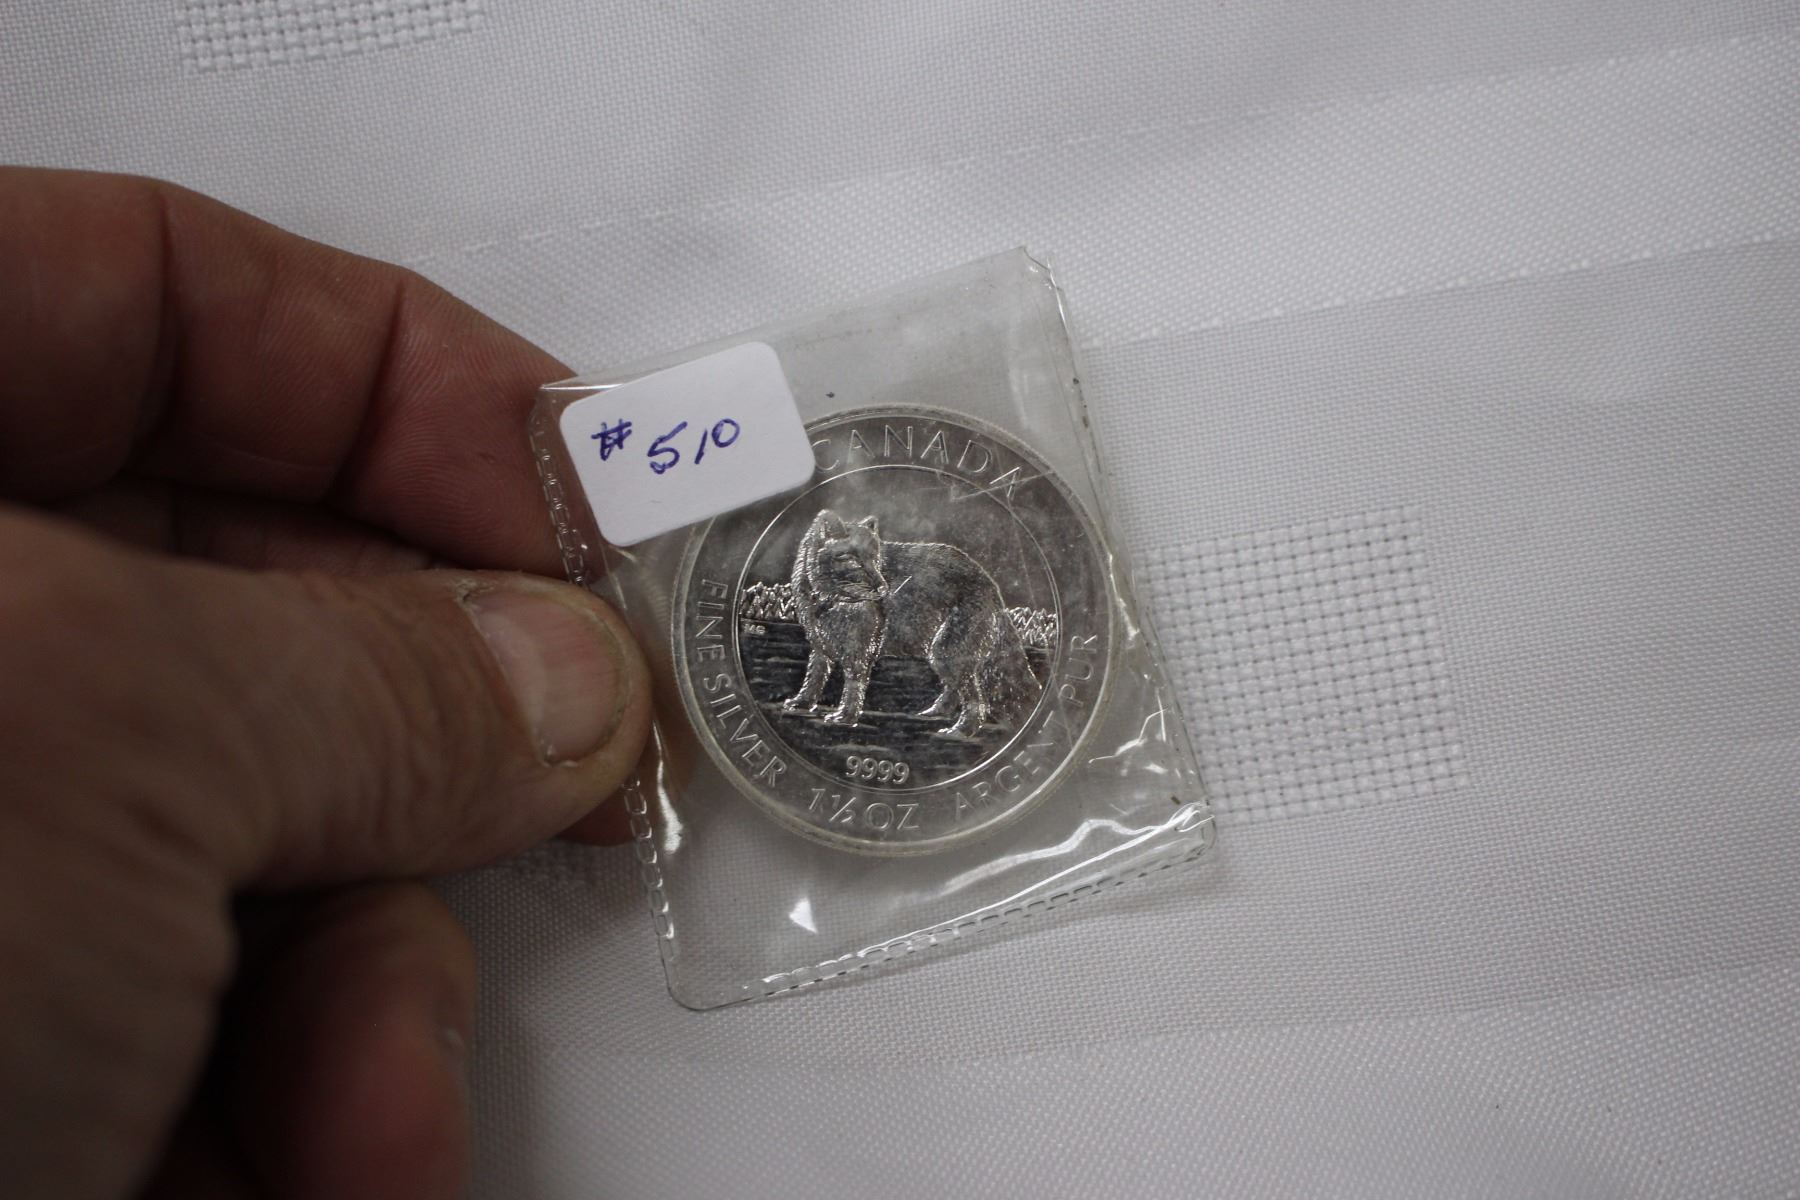 # 510
CANADA
FINE SILVER 1½ OZ ARGENT PUR
9999